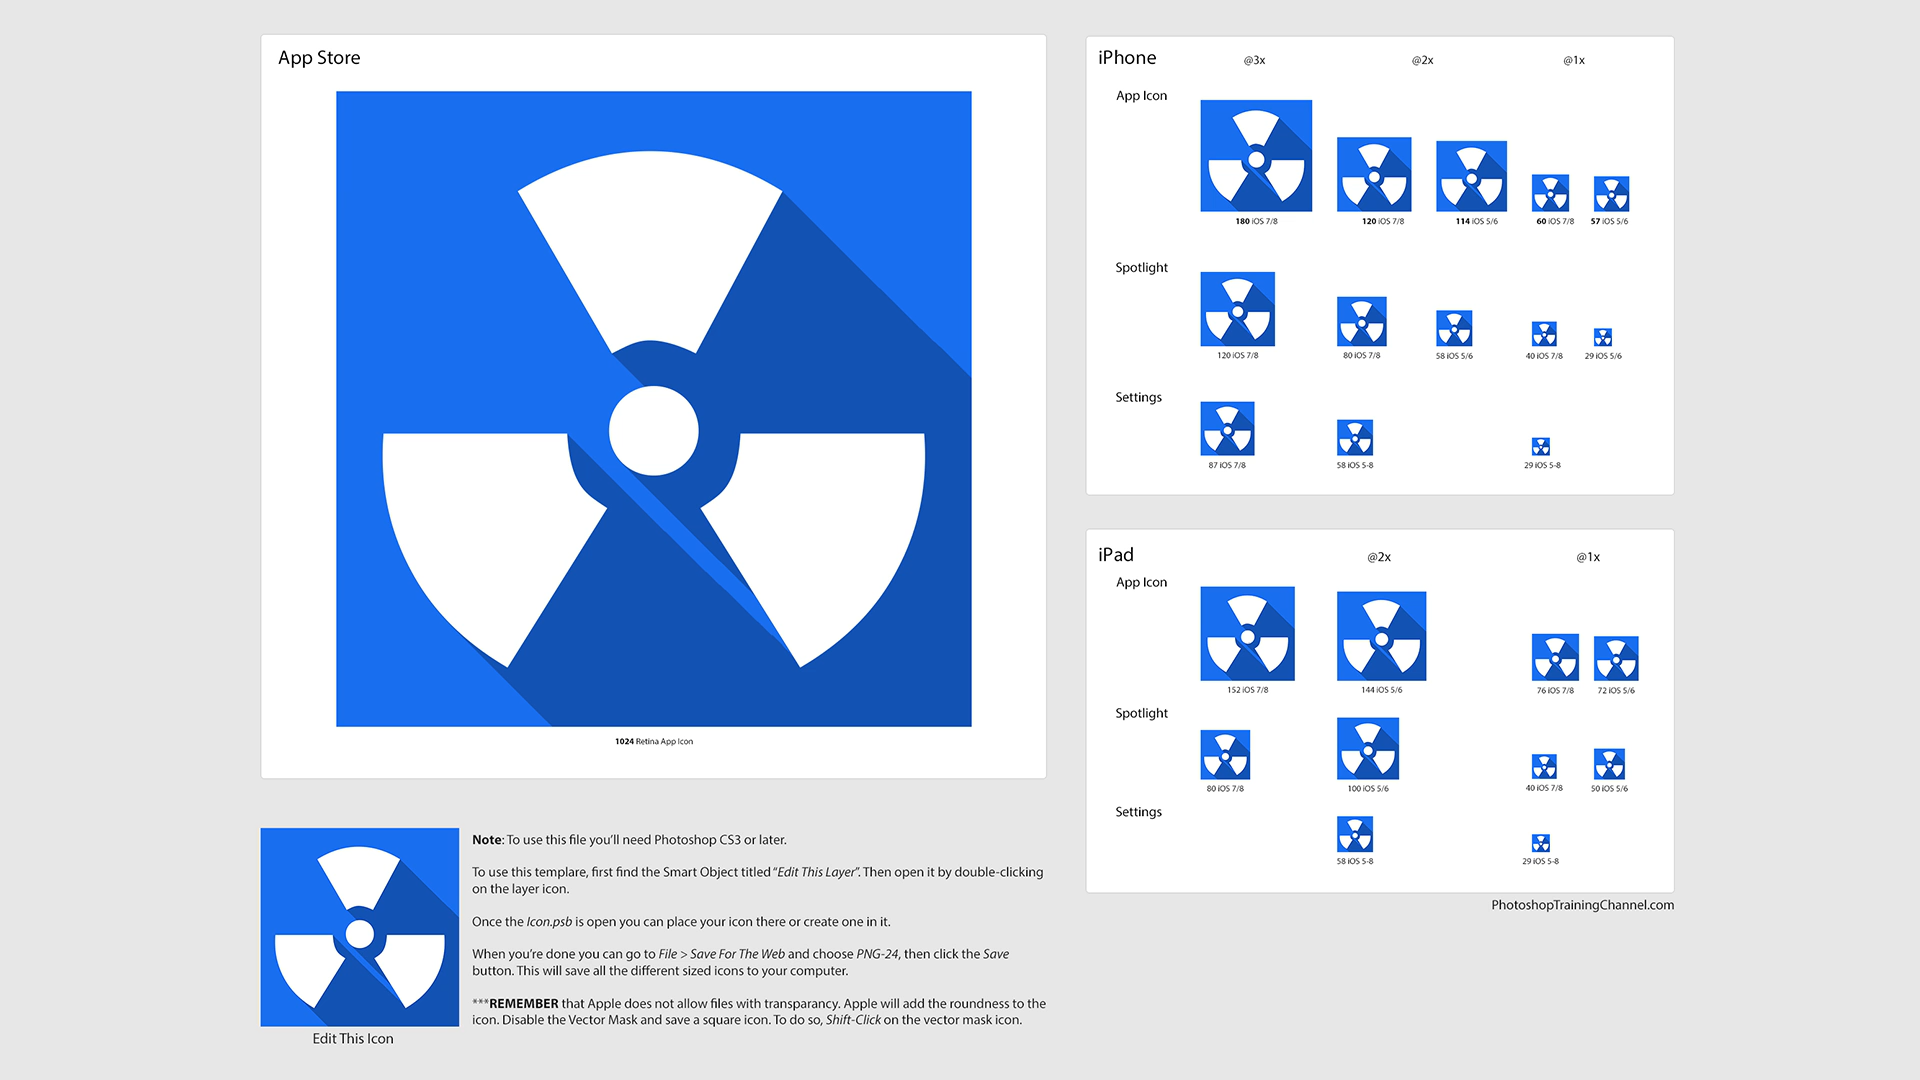 App Store
1024 Retina App Icon
iPhone
@3x
@2x
@1x
App Icon
180 iOS 7/8
120 iOS 7/8
114 iOS 5/6
60 iOS 7/8
57 iOS 5/6
Spotlight
120 iOS 7/8
80 iOS 7/8
58 iOS 5/6
40 iOS 7/8
29 iOS 5/6
Settings
87 iOS 7/8
58 iOS 5-8
29 iOS 5-8
iPad
@2x
@1x
App Icon
152 iOS 7/8
144 iOS 5/6
76 iOS 7/8
72 iOS 5/6
Spotlight
80 iOS 7/8
100 iOS 5/6
40 iOS 7/8
50 iOS 5/6
Settings
58 iOS 5-8
29 iOS 5-8
PhotoshopTrainingChannel.com
Edit This Icon
Note: To use this file you’ll need Photoshop CS3 or later.
To use this templare, first find the Smart Object titled “Edit This Layer”. Then open it by double-clicking
on the layer icon.
Once the Icon.psb is open you can place your icon there or create one in it.
When you’re done you can go to File > Save For The Web and choose PNG-24, then click the Save
button. This will save all the different sized icons to your computer.
***REMEMBER that Apple does not allow files with transparancy. Apple will add the roundness to the
icon. Disable the Vector Mask and save a square icon. To do so, Shift-Click on the vector mask icon.